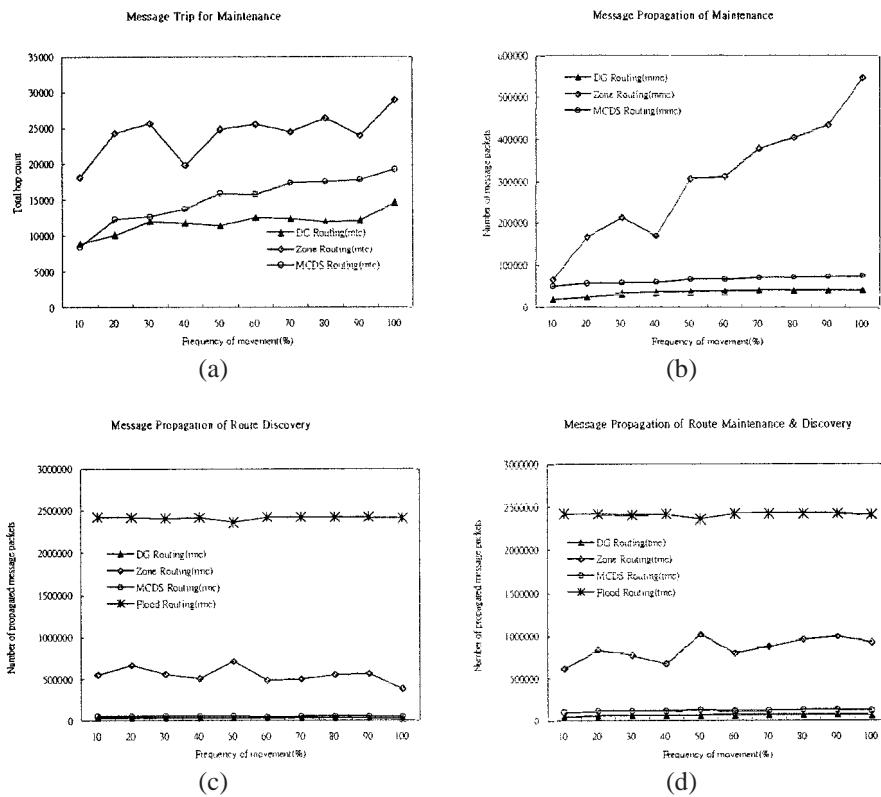 Message Trip for Maintenance
35000
30000
25000
20000
15000
10000
5000
0
Total hop count
DG Routing(mtc)
Zone Routing(mtc)
MCDS Routing(mtc)
10 20 30 40 50 60 70 80 90 100
Frequency of movement(%)
(a)
Message Propagation of Maintenance
600000
500000
400000
300000
200000
100000
0
Number of message packets
DG Routing(mmc)
Zone Routing(mmc)
MCDS Routing(mmc)
10 20 30 40 50 60 70 80 90 100
Frequency of movement(%)
(b)
Message Propagation of Route Discovery
3000000
2500000
2000000
1500000
1000000
500000
0
Number of propagated message packets
DG Routing(rmc)
Zone Routing(rmc)
MCDS Routing(rmc)
Flood Routing(rmc)
10 20 30 40 50 60 70 80 90 100
Frequency of movement(%)
(c)
Message Propagation of Route Maintenance & Discovery
3000000
2500000
2000000
1500000
1000000
500000
0
Number of propagated message packets
DG Routing(tmc)
Zone Routing(tmc)
MCDS Routing(tmc)
Flood Routing(tmc)
10 20 30 40 50 60 70 80 90 100
Frequency of movement(%)
(d)